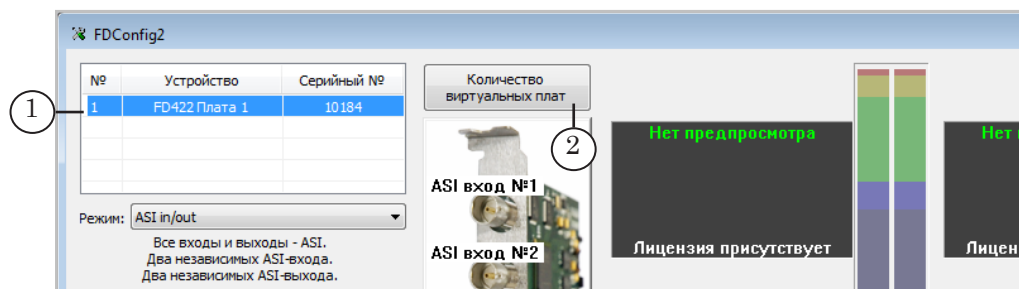 FDConfig2
№ Устройство Серийный №
1 FD422 Плата 1 10184
1
Количество
виртуальных плат
2
Нет предпросмотра
Нет
ASI вход №1
Режим: ASI in/out
Все входы и выходы - ASI.
Два независимых ASI-входа.
Два независимых ASI-выхода.
ASI вход №2
Лицензия присутствует
Лицен